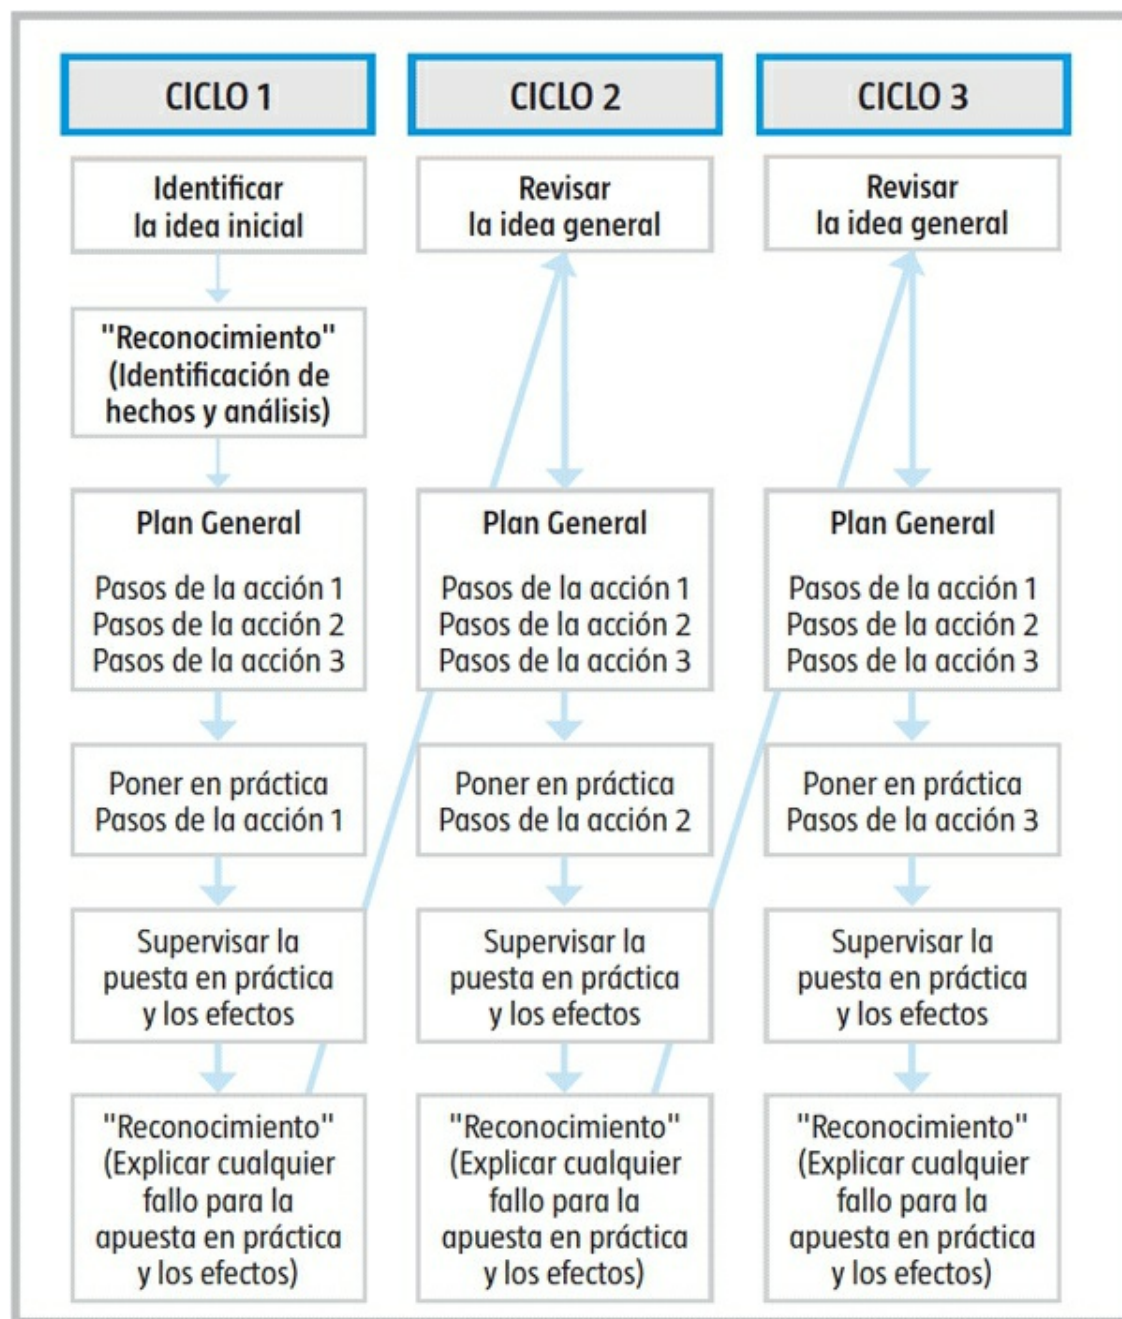 CICLO 1
Identificar
la idea inicial
"Reconocimiento"
(Identificación de
hechos y análisis)
Plan General
Pasos de la acción 1
Pasos de la acción 2
Pasos de la acción 3
Poner en práctica
Pasos de la acción 1
Supervisar la
puesta en práctica
y los efectos
"Reconocimiento"
(Explicar cualquier
fallo para la
apuesta en práctica
y los efectos)
CICLO 2
Revisar
la idea general
Plan General
Pasos de la acción 1
Pasos de la acción 2
Pasos de la acción 3
Poner en práctica
Pasos de la acción 2
Supervisar la
puesta en práctica
y los efectos
"Reconocimiento"
(Explicar cualquier
fallo para la
apuesta en práctica
y los efectos)
CICLO 3
Revisar
la idea general
Plan General
Pasos de la acción 1
Pasos de la acción 2
Pasos de la acción 3
Poner en práctica
Pasos de la acción 3
Supervisar la
puesta en práctica
y los efectos
"Reconocimiento"
(Explicar cualquier
fallo para la
apuesta en práctica
y los efectos)